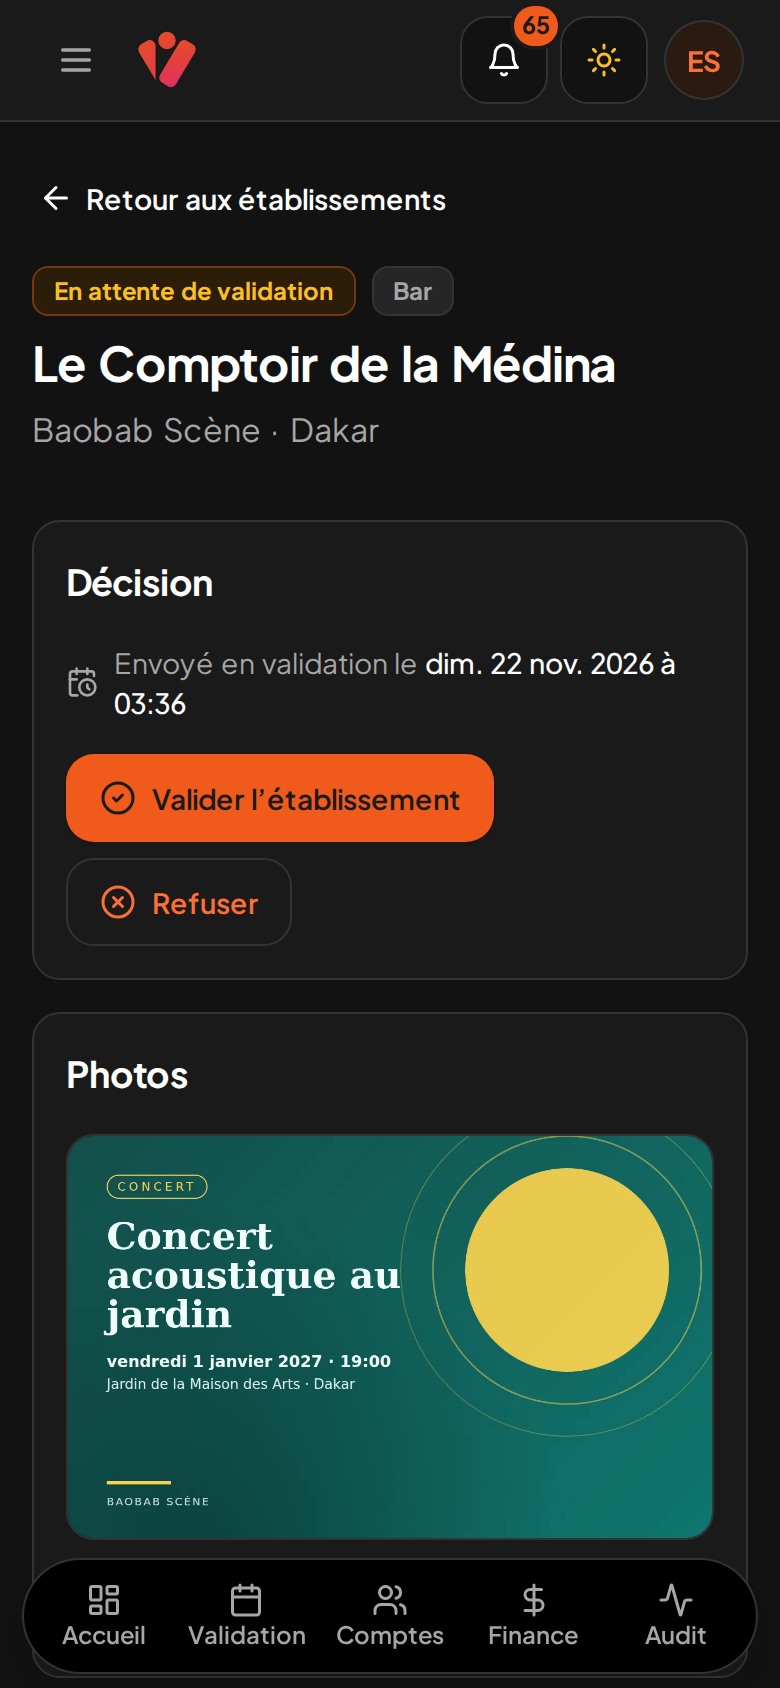 65
ES
Retour aux établissements
En attente de validation
Bar
Le Comptoir de la Médina
Baobab Scène · Dakar
Décision
Envoyé en validation le dim. 22 nov. 2026 à
03:36
Valider l’établissement
Refuser
Photos
CONCERT
Concert
acoustique au
jardin
vendredi 1 janvier 2027 · 19:00
Jardin de la Maison des Arts · Dakar
BAOBAB SCÈNE
Accueil
Validation
Comptes
Finance
Audit